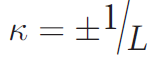 κ = ±1/L